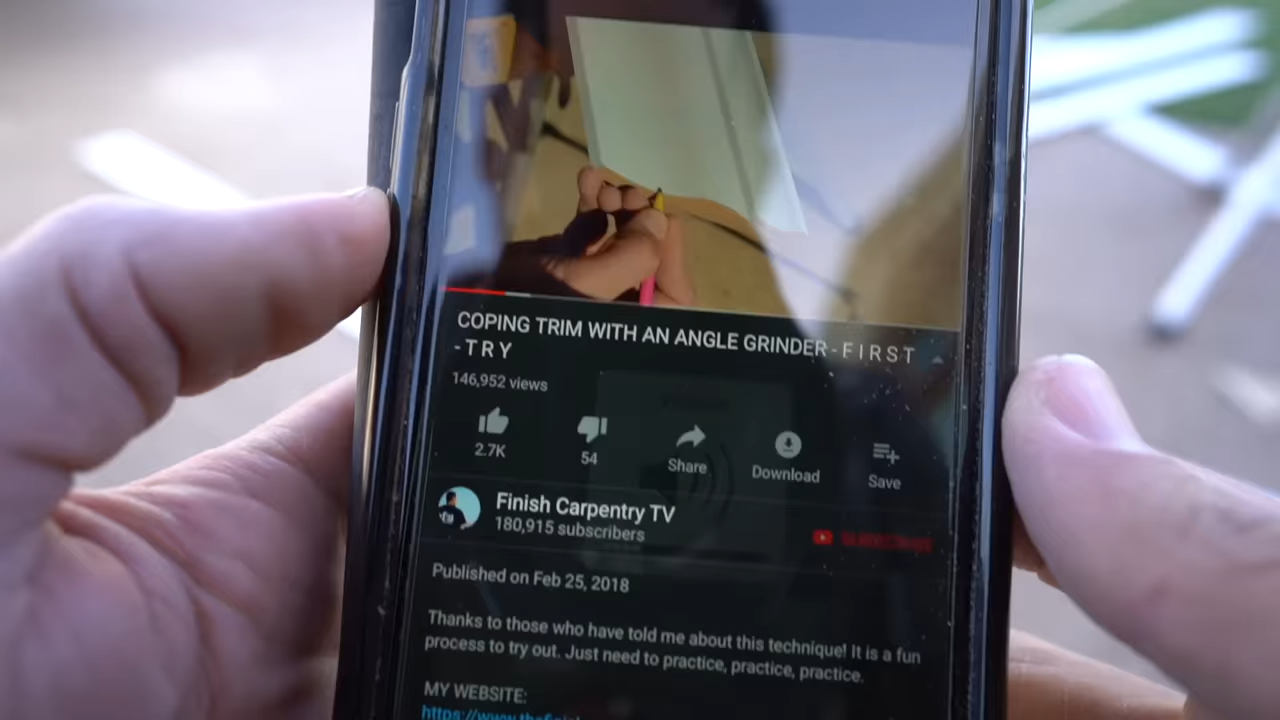 COPING TRIM WITH AN ANGLE GRINDER - F I R S T
- T R Y
146,952 views
2.7K
54
Share
Download
Save
Finish Carpentry TV
180,915 subscribers
SUBSCRIBE
Published on Feb 25, 2018
Thanks to those who have told me about this technique! It is a fun
process to try out. Just need to practice, practice, practice.
MY WEBSITE: